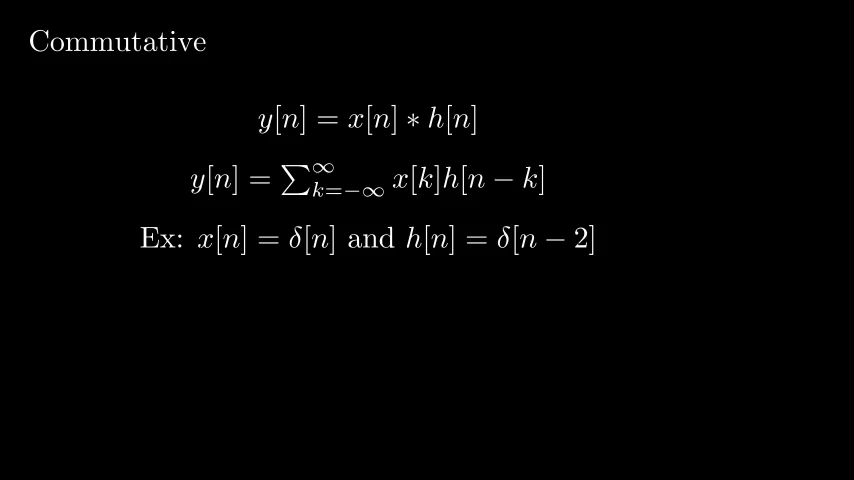 Commutative
y[n] = x[n] ∗ h[n]
y[n] = ∑_{k=−∞}^{∞} x[k]h[n − k]
Ex: x[n] = δ[n] and h[n] = δ[n − 2]